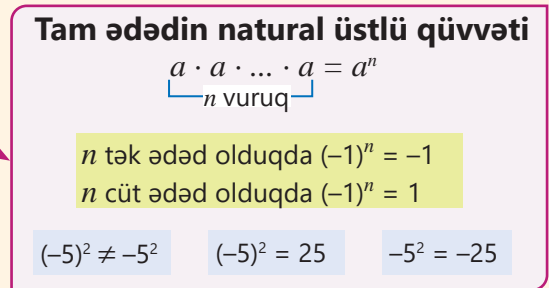 Tam ədədin natural üstlü qüvvəti
a · a · ... · a = aⁿ
n vuruq
n tək ədəd olduqda (–1)ⁿ = –1
n cüt ədəd olduqda (–1)ⁿ = 1
(–5)² ≠ –5² (–5)² = 25 –5² = –25